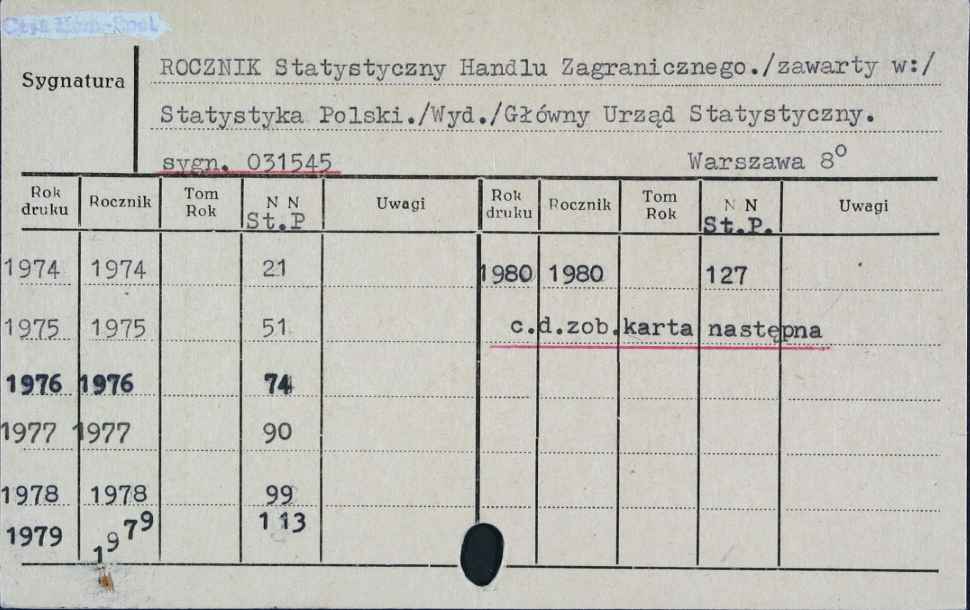 Sygnatura
ROCZNIK Statystyczny Handlu Zagranicznego./zawarty w:/
Statystyka Polski./Wyd./Główny Urząd Statystyczny.
sygn. 031545 Warszawa 8º
Rok druku Rocznik Tom Rok N N St.P Uwagi Rok druku Rocznik Tom Rok N N St.P. Uwagi
1974 1974 21 1980 1980 127
1975 1975 51 c.d.zob.karta następna
1976 1976 74
1977 1977 90
1978 1978 99
1979 1979 113